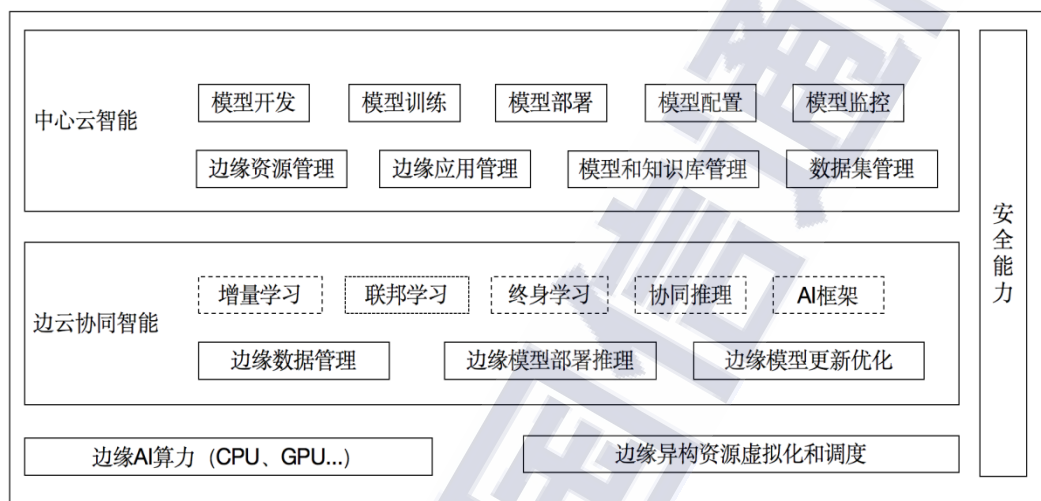 模型开发
模型训练
模型部署
模型配置
模型监控
中心云智能
边缘资源管理
边缘应用管理
模型和知识库管理
数据集管理
安全能力
增量学习
联邦学习
终身学习
协同推理
AI框架
边云协同智能
边缘数据管理
边缘模型部署推理
边缘模型更新优化
边缘AI算力（CPU、GPU...）
边缘异构资源虚拟化和调度